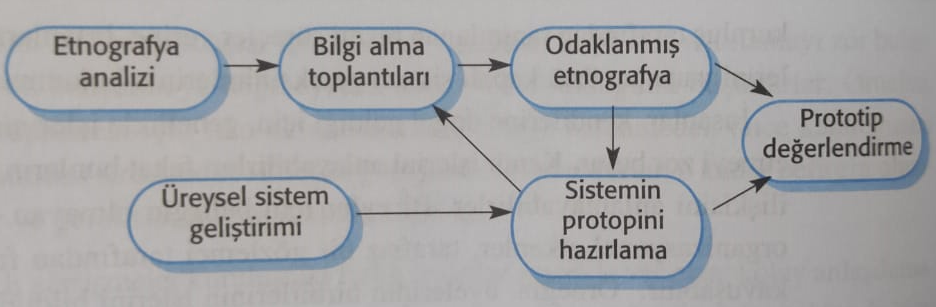 Etnografya
analizi
Bilgi alma
toplantıları
Odaklanmış
etnografya
Prototip
değerlendirme
Üreysel sistem
geliştirimi
Sistemin
protopini
hazırlama